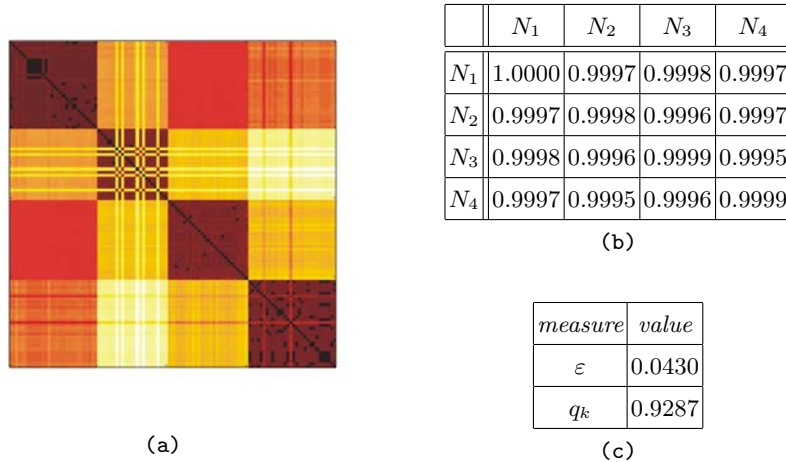 (a)
N₁ N₂ N₃ N₄
N₁ 1.0000 0.9997 0.9998 0.9997
N₂ 0.9997 0.9998 0.9996 0.9997
N₃ 0.9998 0.9996 0.9999 0.9995
N₄ 0.9997 0.9995 0.9996 0.9999
(b)
measure value
ε 0.0430
qₖ 0.9287
(c)